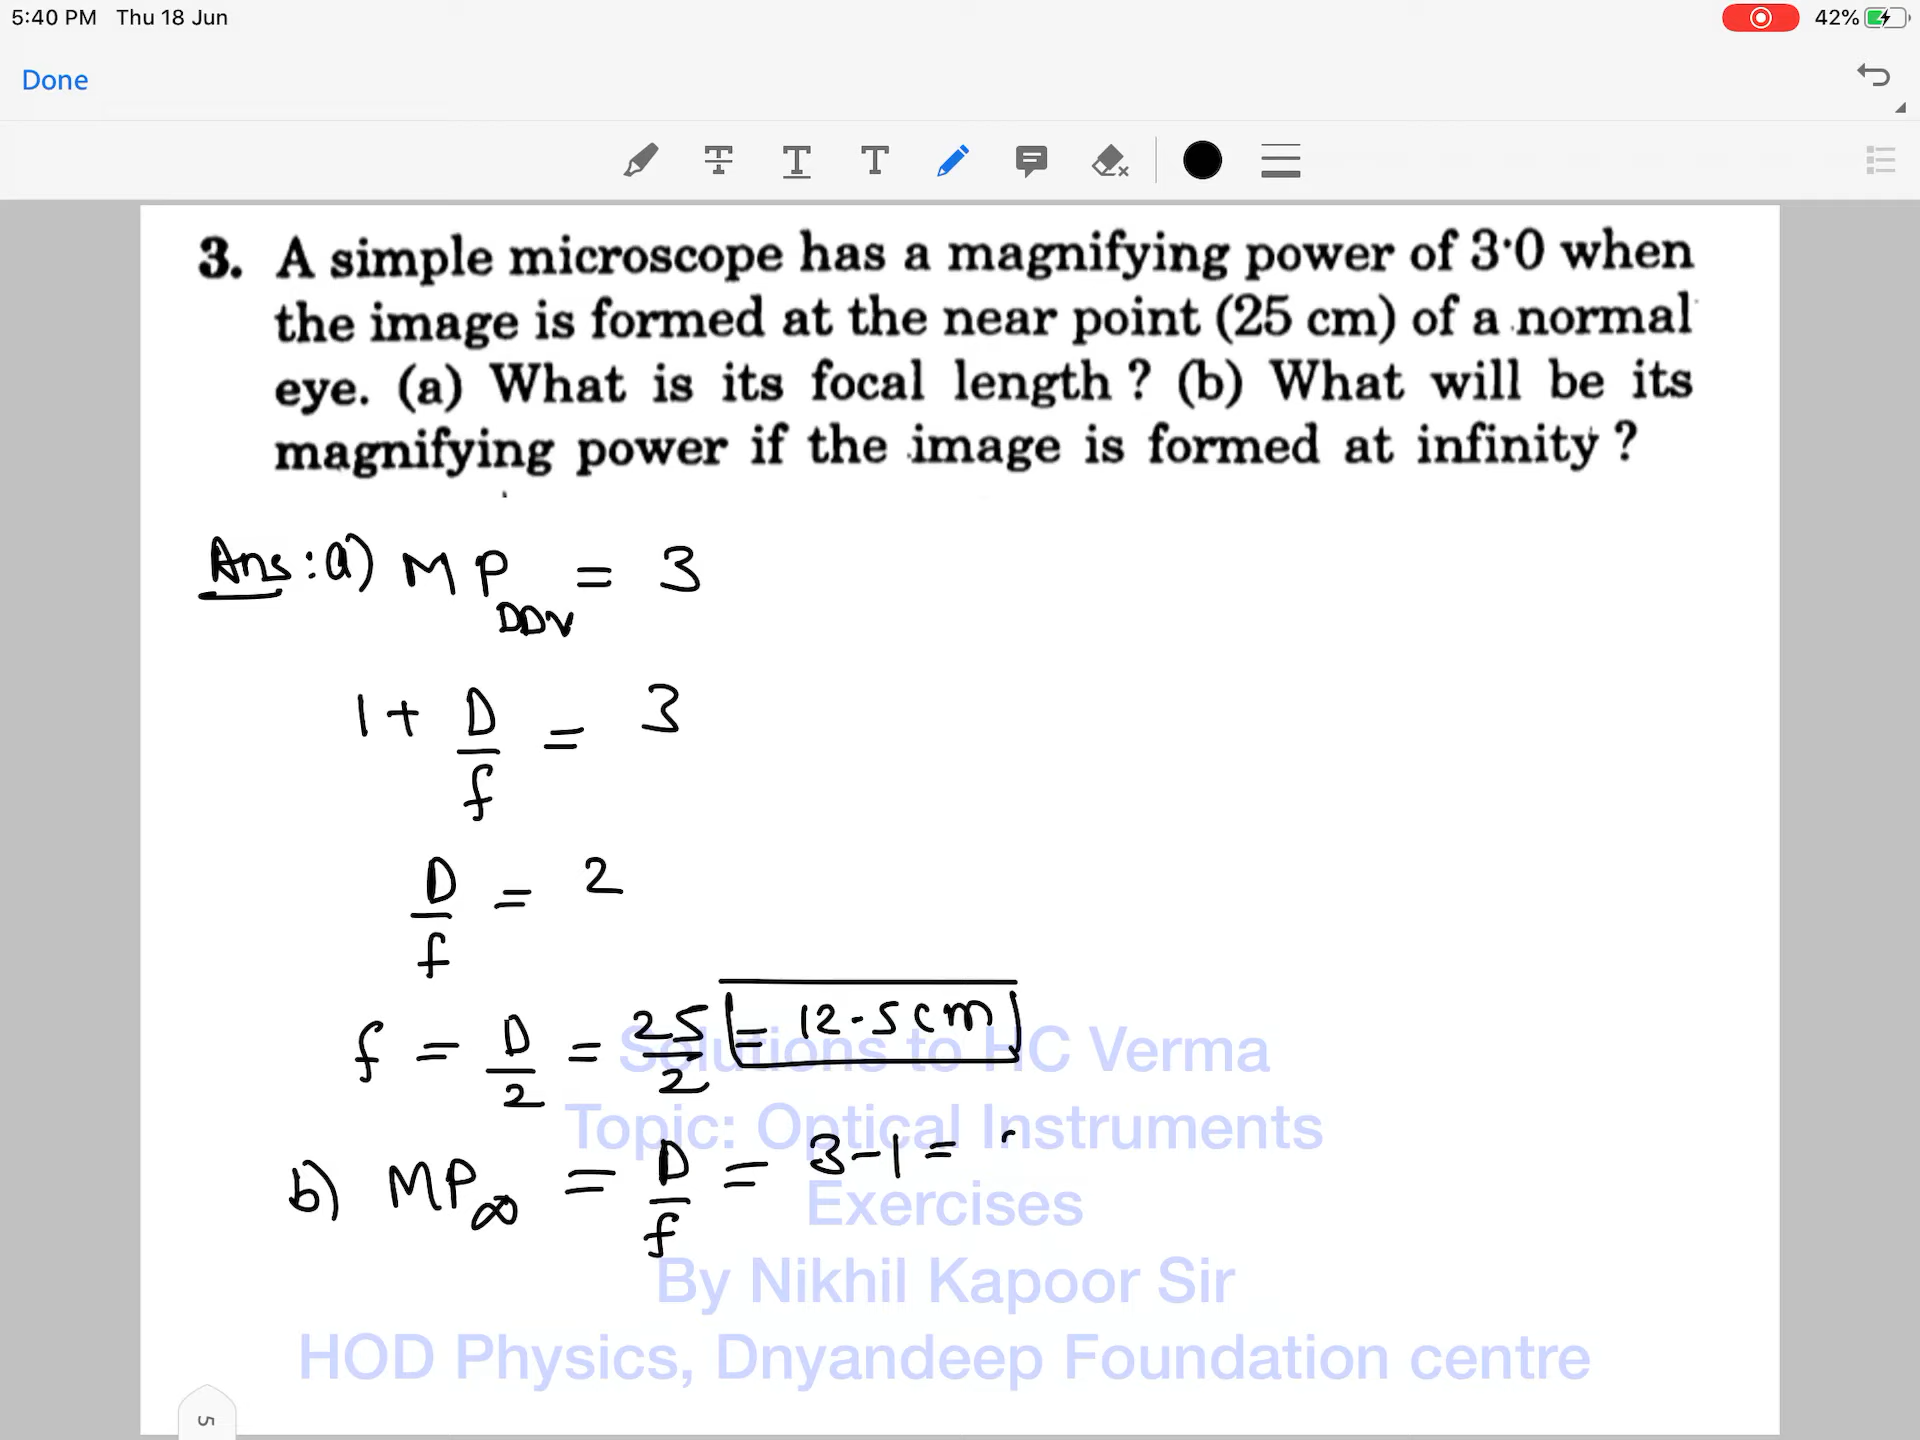 5:40 PM Thu 18 Jun 42%
Done
3. A simple microscope has a magnifying power of 3·0 when
the image is formed at the near point (25 cm) of a normal
eye. (a) What is its focal length ? (b) What will be its
magnifying power if the image is formed at infinity ?
Ans: a) MP_DDV = 3
1 + D/f = 3
D/f = 2
f = D/2 = 25/2 = 12.5 cm
b) MP_∞ = D/f = 3-1 =
Solutions to HC Verma
Topic: Optical Instruments
Exercises
By Nikhil Kapoor Sir
HOD Physics, Dnyandeep Foundation centre
5